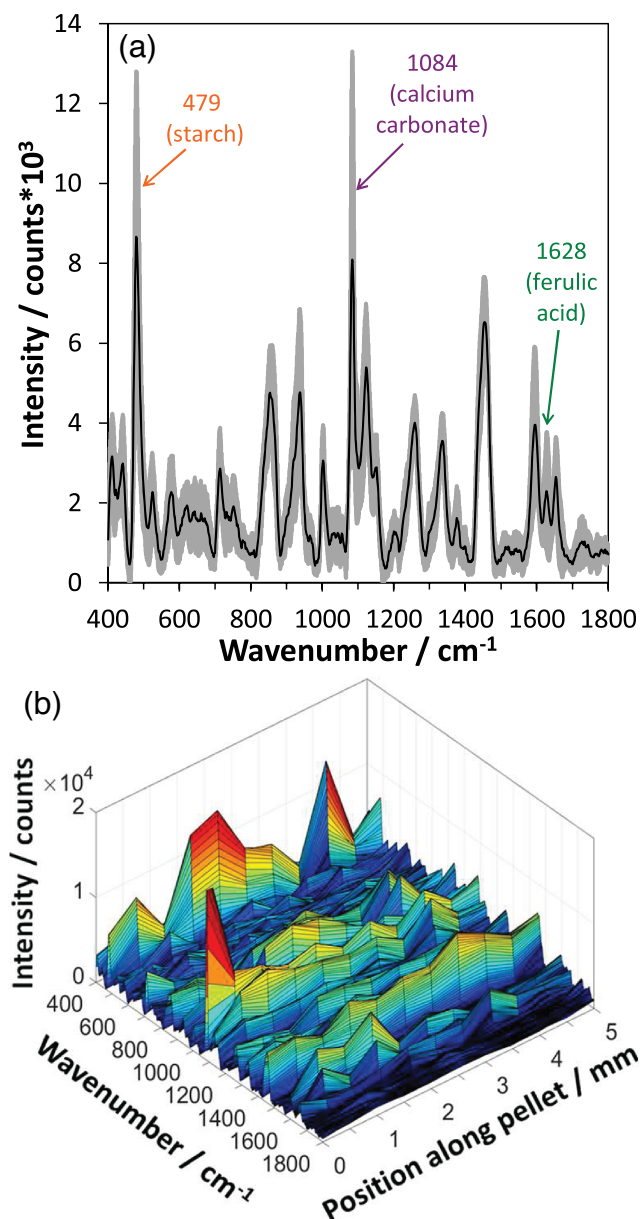 (a)
14
12
10
8
6
4
2
0
Intensity / counts*10³
479
(starch)
1084
(calcium
carbonate)
1628
(ferulic
acid)
400 600 800 1000 1200 1400 1600 1800
Wavenumber / cm⁻¹
(b)
×10⁴
2
1
0
Intensity / counts
400
600
800
1000
1200
1400
1600
1800
Wavenumber / cm⁻¹
0
1
2
3
4
5
Position along pellet / mm